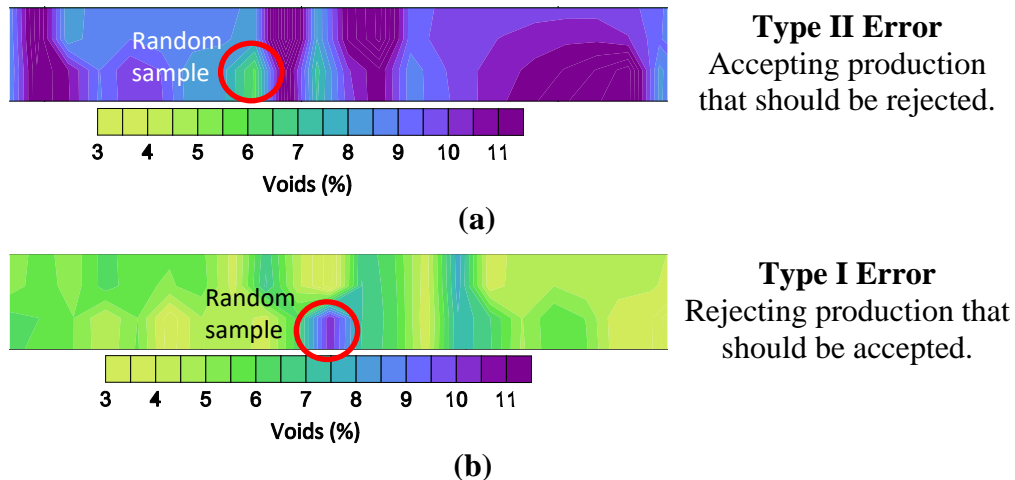 Random
sample
3 4 5 6 7 8 9 10 11
Voids (%)
(a)
Type II Error
Accepting production
that should be rejected.
Random
sample
3 4 5 6 7 8 9 10 11
Voids (%)
(b)
Type I Error
Rejecting production that
should be accepted.